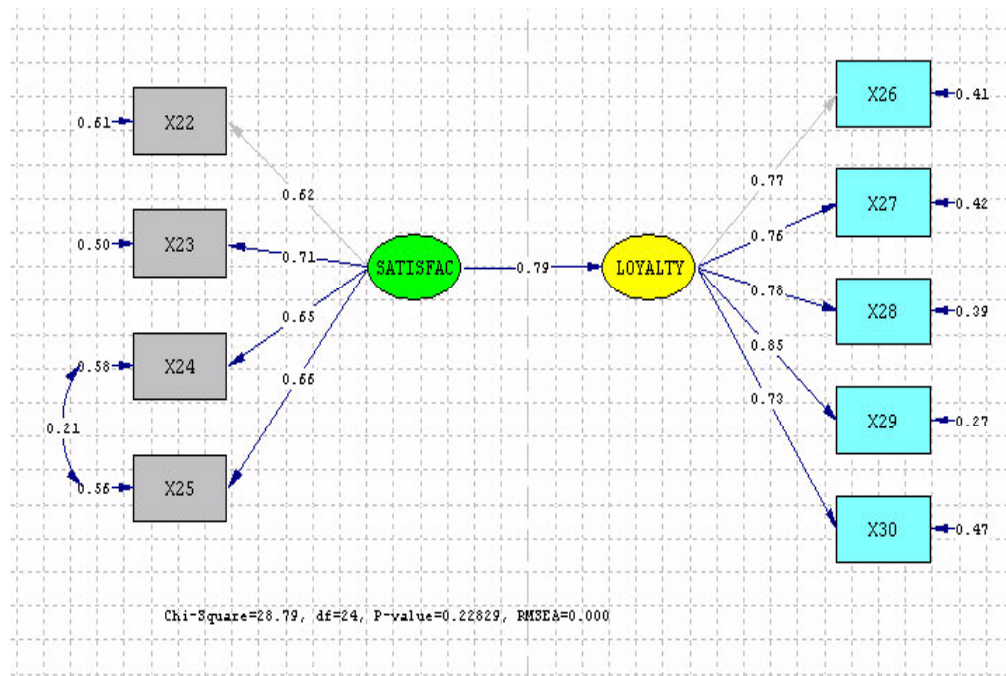 X26
0.41
X22
0.61
0.62
0.77
X27
0.42
X23
0.50
0.71
0.76
SATISFAC
0.79
LOYALTY
0.78
X28
0.39
0.65
0.85
X24
0.58
0.66
0.73
X29
0.27
0.21
X25
0.56
X30
0.47
Chi-Square=28.79, df=24, P-value=0.22829, RMSEA=0.000